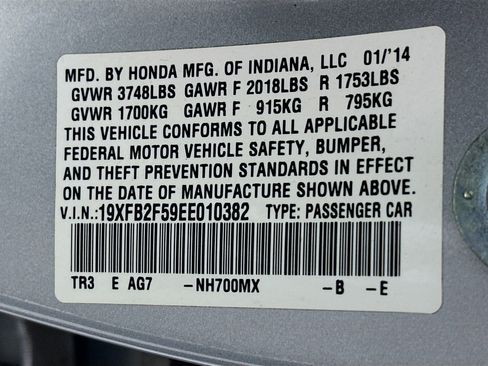 MFD. BY HONDA MFG. OF INDIANA, LLC 01/'14
GVWR 3748LBS GAWR F 2018LBS R 1753LBS
GVWR 1700KG GAWR F 915KG R 795KG
THIS VEHICLE CONFORMS TO ALL APPLICABLE
FEDERAL MOTOR VEHICLE SAFETY, BUMPER,
AND THEFT PREVENTION STANDARDS IN EFFECT
ON THE DATE OF MANUFACTURE SHOWN ABOVE.
V.I.N.:19XFB2F59EE010382 TYPE: PASSENGER CAR
TR3 E AG7 -NH700MX -B -E